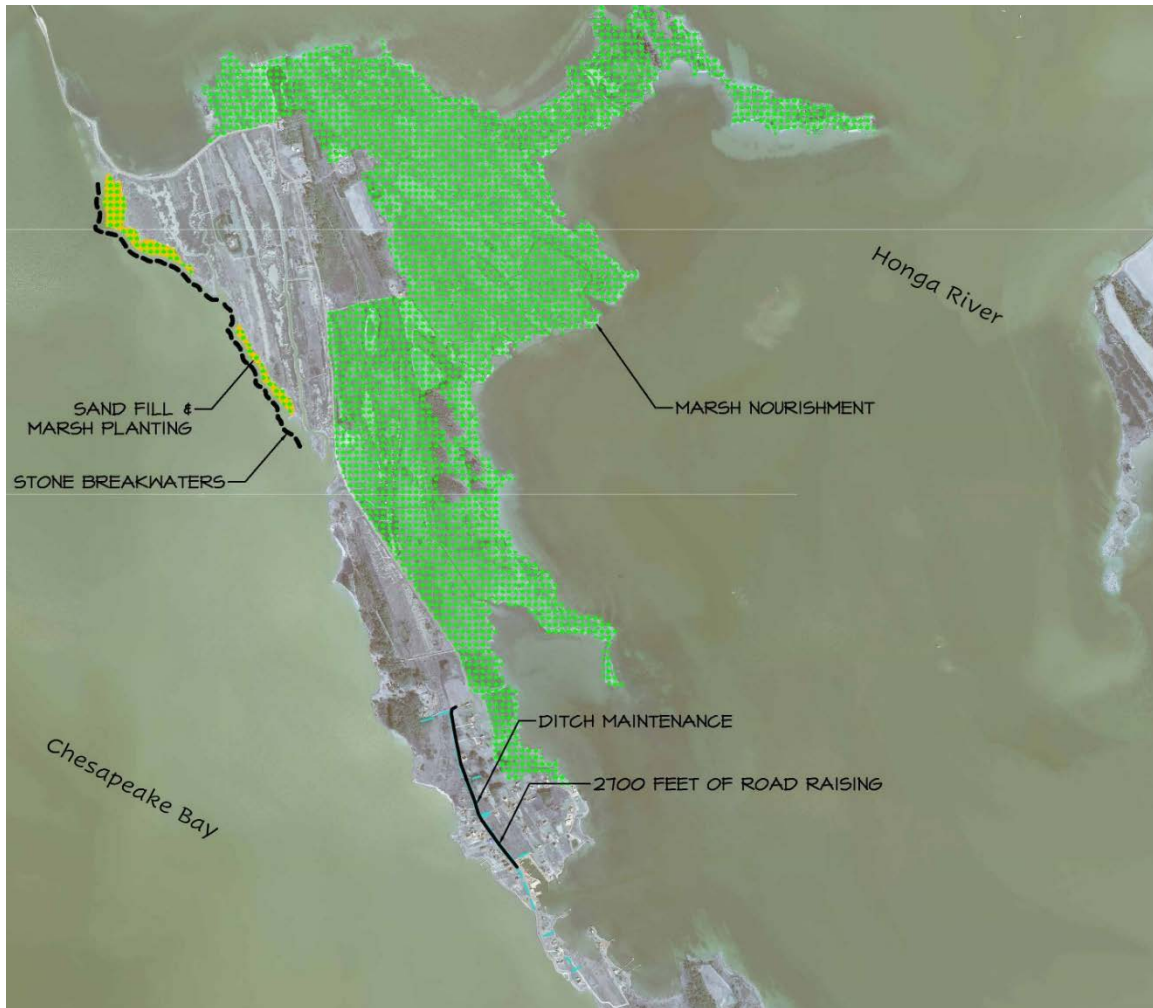 Honga River
SAND FILL &
MARSH PLANTING
MARSH NOURISHMENT
STONE BREAKWATERS
DITCH MAINTENANCE
2700 FEET OF ROAD RAISING
Chesapeake Bay